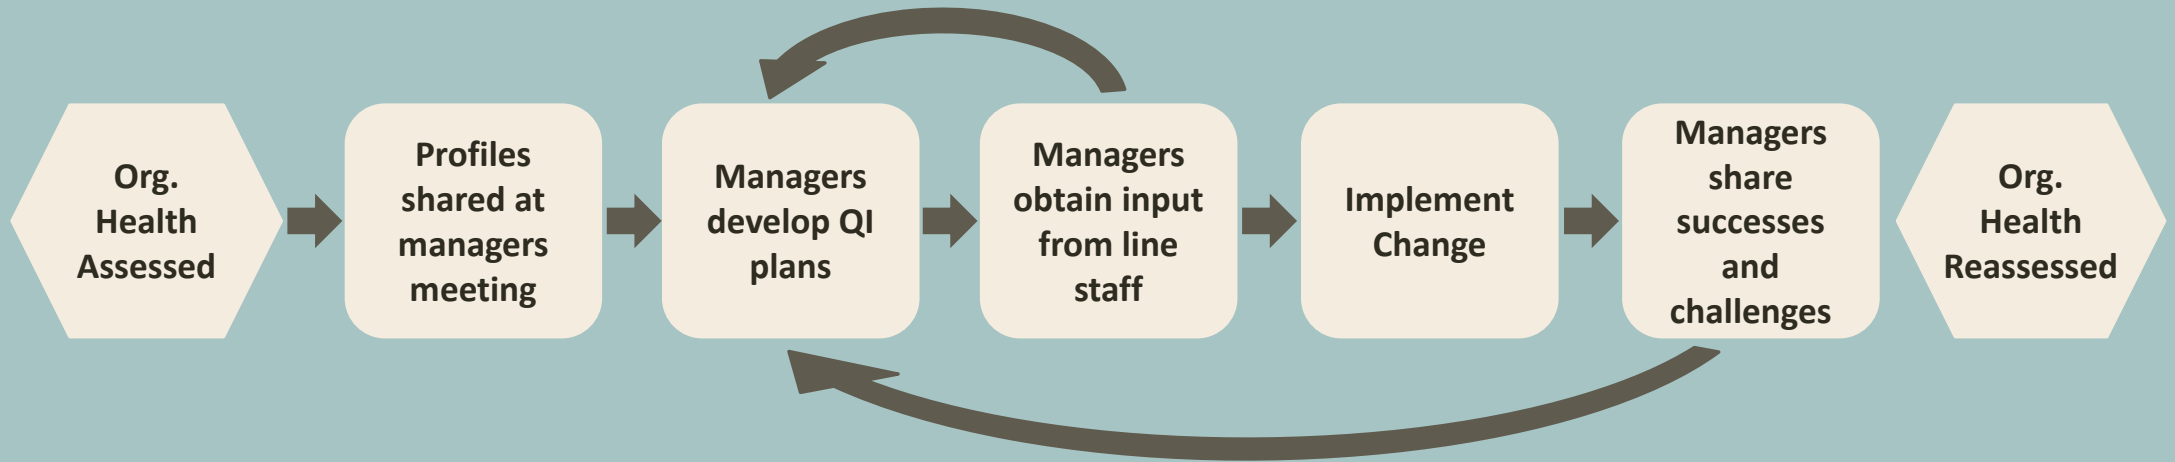 Org.
Health
Assessed
Profiles
shared at
managers
meeting
Managers
develop QI
plans
Managers
obtain input
from line
staff
Implement
Change
Managers
share
successes
and
challenges
Org.
Health
Reassessed